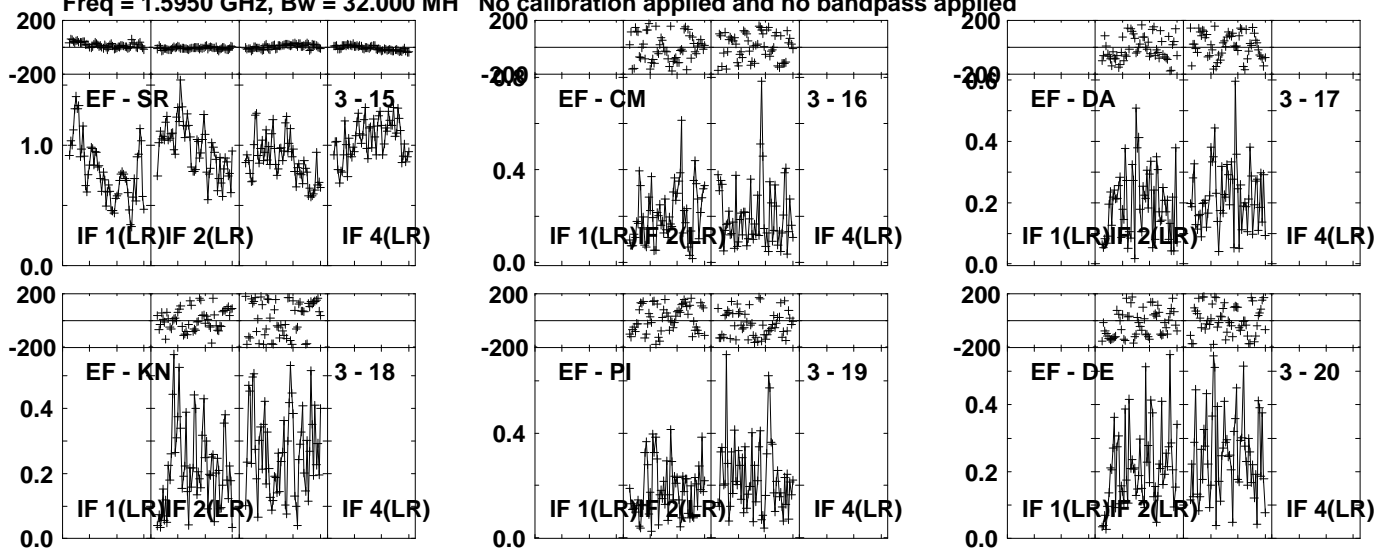 Freq = 1.5950 GHz, Bw = 32.000 MH No calibration applied and no bandpass applied
200
-200
EF - SR 3 - 15
1.0
IF 1(LR) IF 2(LR) IF 4(LR)
0.0
200
-200
0.8
EF - CM 3 - 16
0.4
IF 1(LR) IF 2(LR) IF 4(LR)
0.0
200
-200
0.6
EF - DA 3 - 17
0.4
0.2
IF 1(LR) IF 2(LR) IF 4(LR)
0.0
200
-200
EF - KN 3 - 18
0.4
0.2
IF 1(LR) IF 2(LR) IF 4(LR)
0.0
200
-200
EF - PI 3 - 19
0.4
IF 1(LR) IF 2(LR) IF 4(LR)
0.0
200
-200
EF - DE 3 - 20
0.4
0.2
IF 1(LR) IF 2(LR) IF 4(LR)
0.0